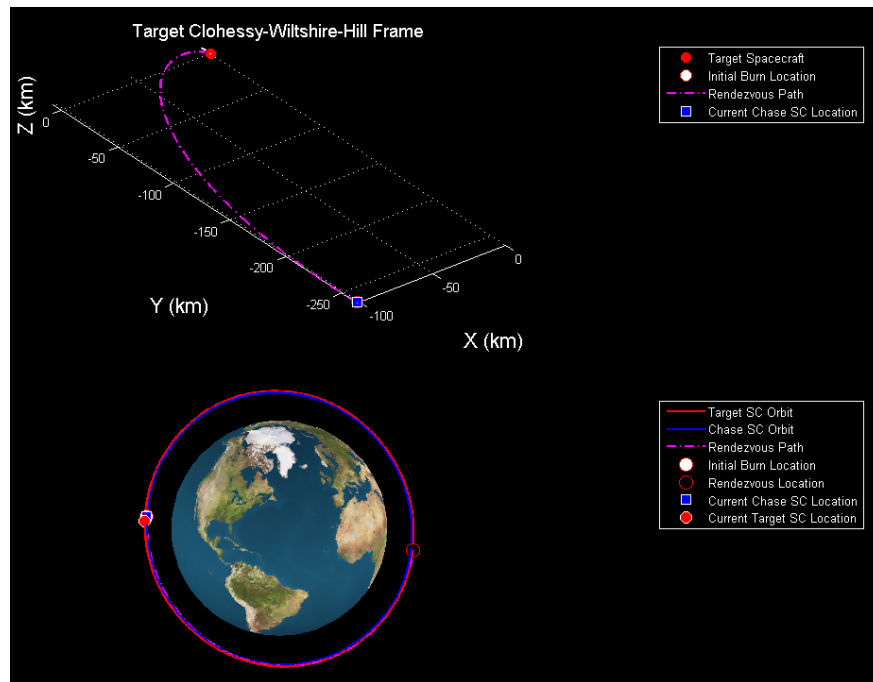 Target Clohessy-Wiltshire-Hill Frame
Target Spacecraft
Initial Burn Location
Rendezvous Path
Current Chase SC Location
Z (km)
0
-50
-100
-150
-200
-250
Y (km)
0
-50
-100
X (km)
Target SC Orbit
Chase SC Orbit
Rendezvous Path
Initial Burn Location
Rendezvous Location
Current Chase SC Location
Current Target SC Location